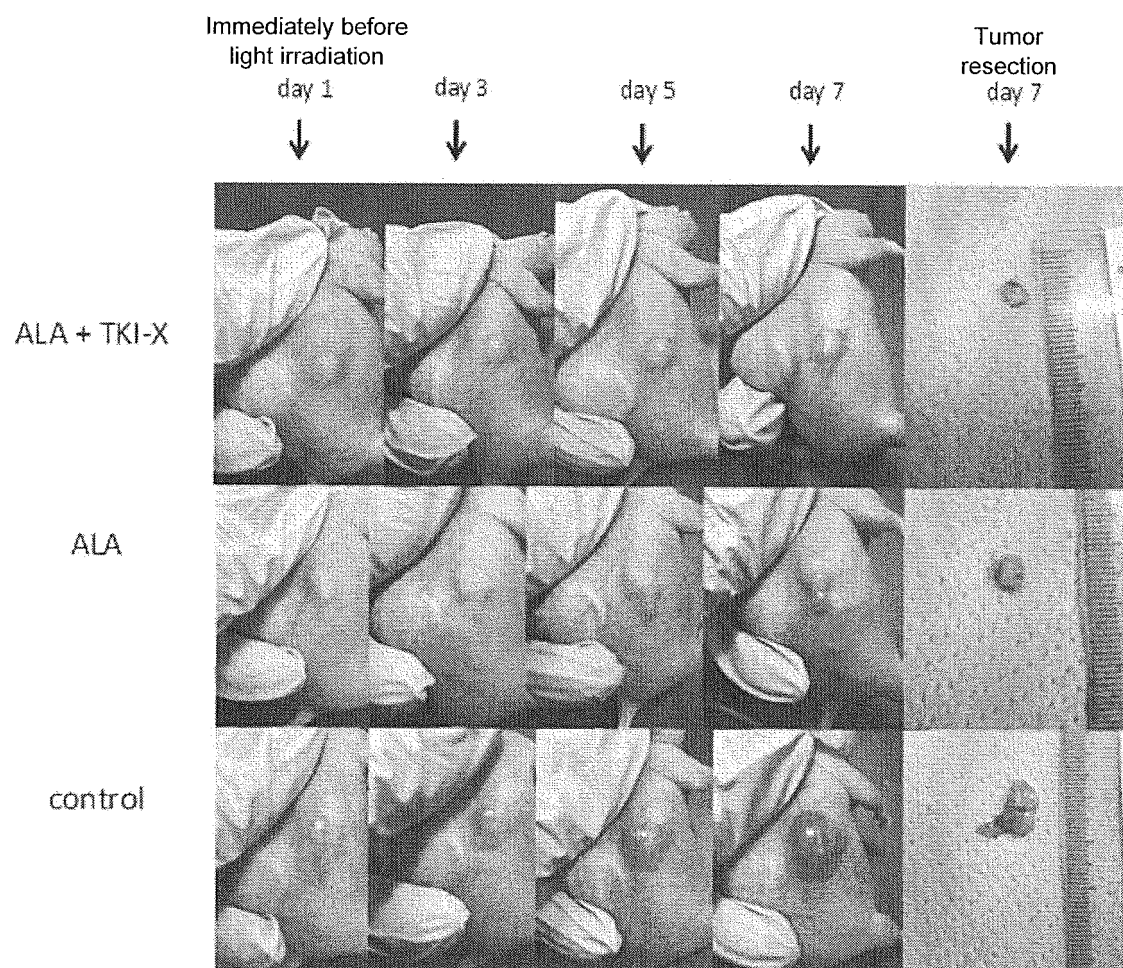 Immediately before
light irradiation
day 1
day 3
day 5
day 7
Tumor
resection
day 7
ALA + TKI-X
ALA
control